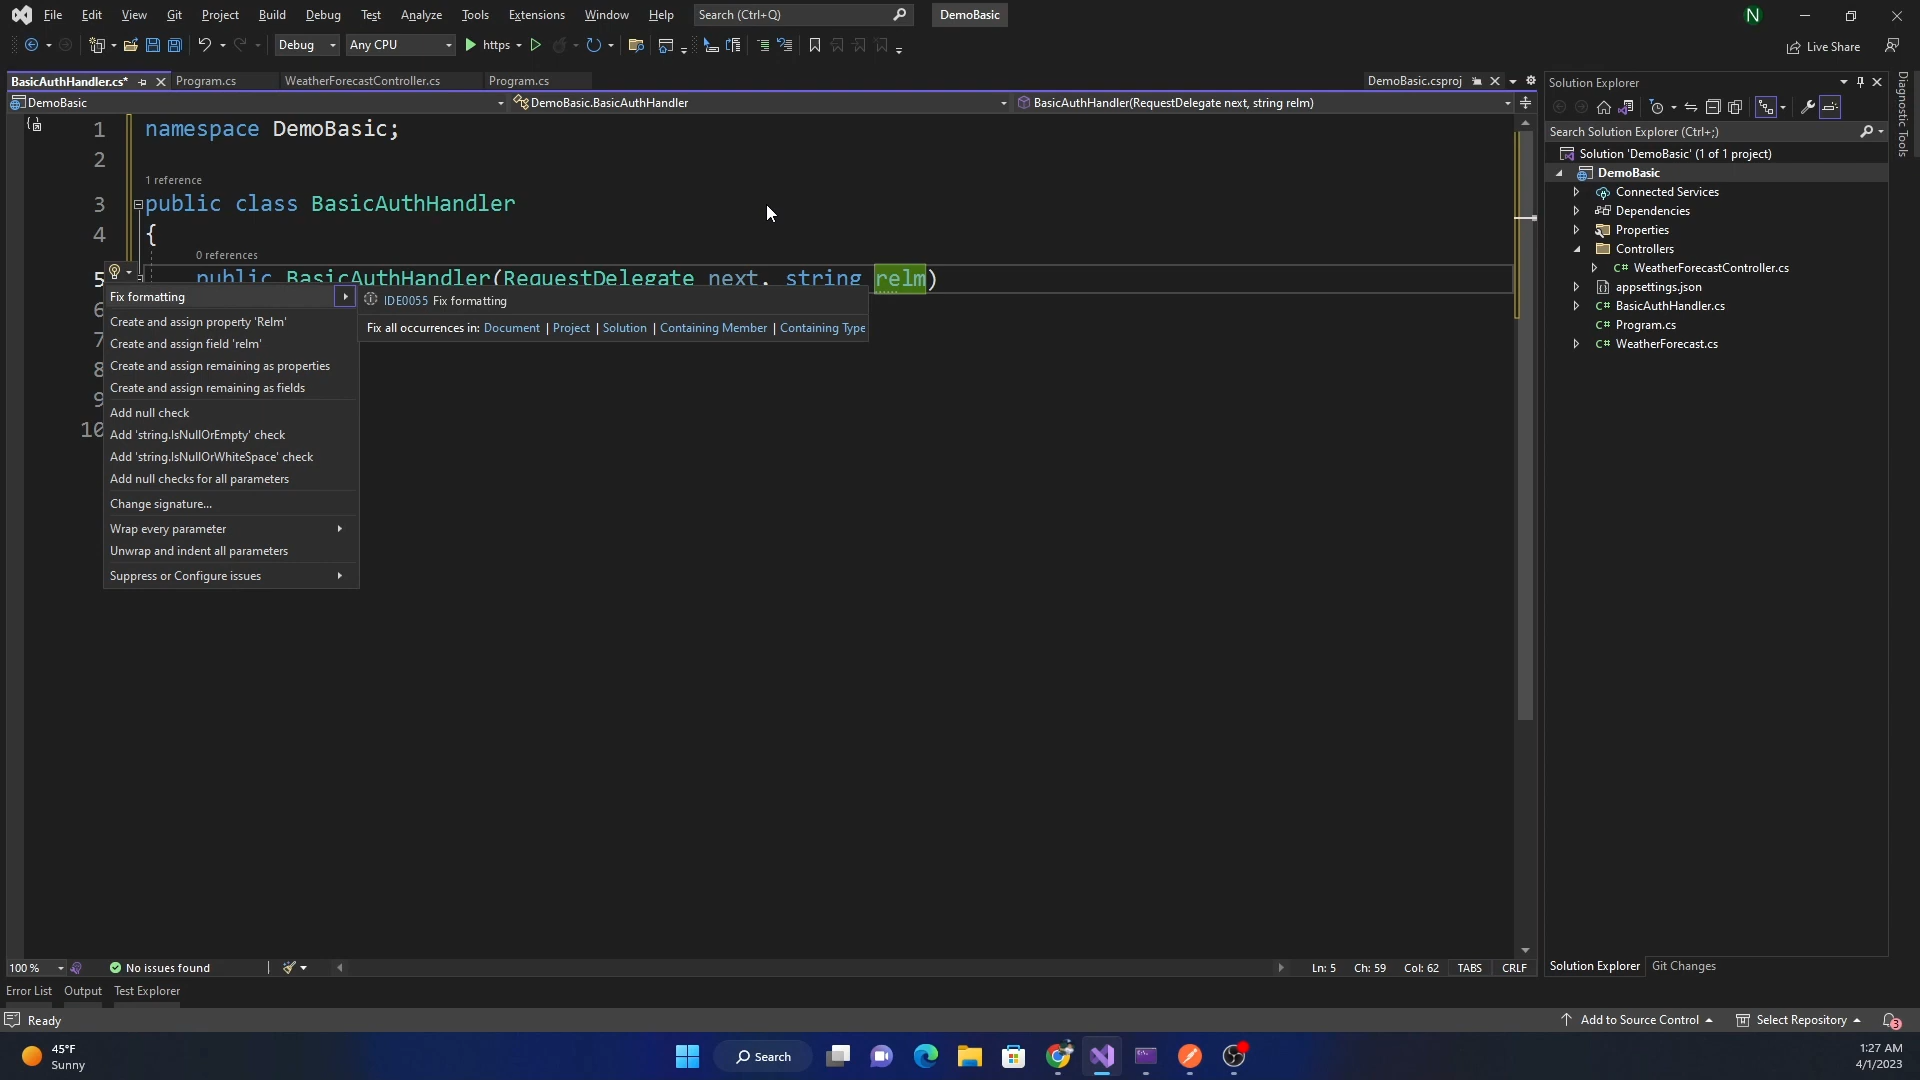 File Edit View Git Project Build Debug Test Analyze Tools Extensions Window Help Search (Ctrl+Q) DemoBasic N
Debug Any CPU https Live Share
BasicAuthHandler.cs* Program.cs WeatherForecastController.cs Program.cs DemoBasic.csproj
DemoBasic DemoBasic.BasicAuthHandler BasicAuthHandler(RequestDelegate next, string relm)
1 namespace DemoBasic;
2
1 reference
3 public class BasicAuthHandler
4 {
0 references
5 public BasicAuthHandler(RequestDelegate next, string relm)
6
7
8
9
10
Fix formatting
Create and assign property 'Relm'
Create and assign field 'relm'
Create and assign remaining as properties
Create and assign remaining as fields
Add null check
Add 'string.IsNullOrEmpty' check
Add 'string.IsNullOrWhiteSpace' check
Add null checks for all parameters
Change signature...
Wrap every parameter
Unwrap and indent all parameters
Suppress or Configure issues
IDE0055 Fix formatting
Fix all occurrences in: Document | Project | Solution | Containing Member | Containing Type
Solution Explorer
Search Solution Explorer (Ctrl+;)
Solution 'DemoBasic' (1 of 1 project)
DemoBasic
Connected Services
Dependencies
Properties
Controllers
C# WeatherForecastController.cs
appsettings.json
C# BasicAuthHandler.cs
C# Program.cs
C# WeatherForecast.cs
Diagnostic Tools
100 % No issues found Ln: 5 Ch: 59 Col: 62 TABS CRLF
Solution Explorer Git Changes
Error List Output Test Explorer
Ready Add to Source Control Select Repository 3
45°F
Sunny
Search
1:27 AM
4/1/2023